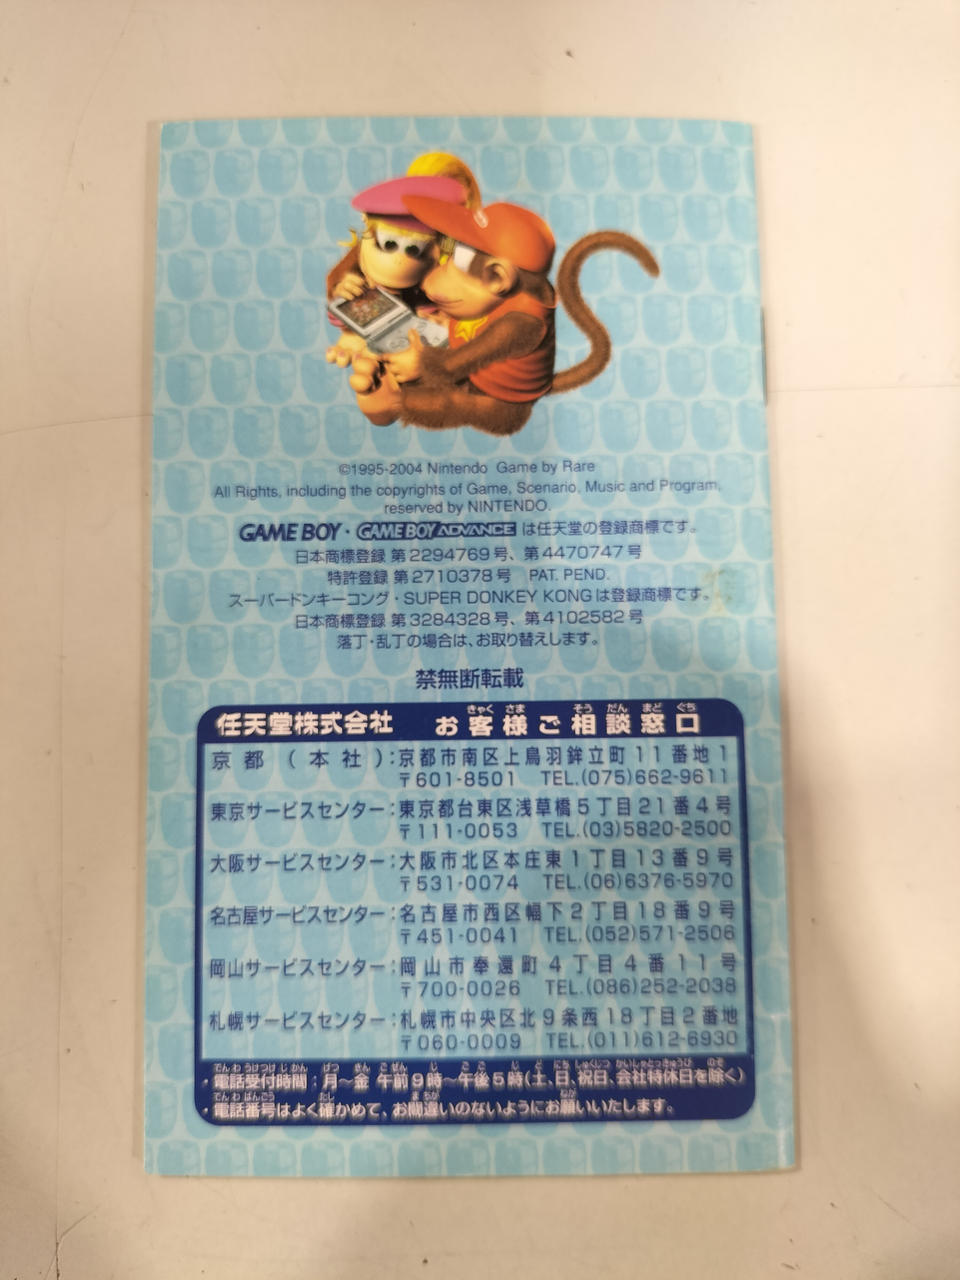 ©1995-2004 Nintendo Game by Rare
All Rights, including the copyrights of Game, Scenario, Music and Program,
reserved by NINTENDO.
GAME BOY・GAME BOY ADVANCE は任天堂の登録商標です。
日本商標登録 第2294769号、第4470747号
特許登録 第2710378号 PAT. PEND.
スーパードンキーコング・SUPER DONKEY KONGは登録商標です。
日本商標登録 第3284328号、第4102582号
落丁・乱丁の場合は、お取り替えします。
禁無断転載
任天堂株式会社 お客様ご相談窓口
京都(本社):京都市南区上鳥羽鉾立町11番地1
〒601-8501 TEL.(075)662-9611
東京サービスセンター:東京都台東区浅草橋5丁目21番4号
〒111-0053 TEL.(03)5820-2500
大阪サービスセンター:大阪市北区本庄東1丁目13番9号
〒531-0074 TEL.(06)6376-5970
名古屋サービスセンター:名古屋市西区幅下2丁目18番9号
〒451-0041 TEL.(052)571-2506
岡山サービスセンター:岡山市奉還町4丁目4番11号
〒700-0026 TEL.(086)252-2038
札幌サービスセンター:札幌市中央区北9条西18丁目2番地
〒060-0009 TEL.(011)612-6930
・電話受付時間:月〜金 午前9時〜午後5時(土、日、祝日、会社特休日を除く)
・電話番号はよく確かめて、お間違いのないようにお願いいたします。